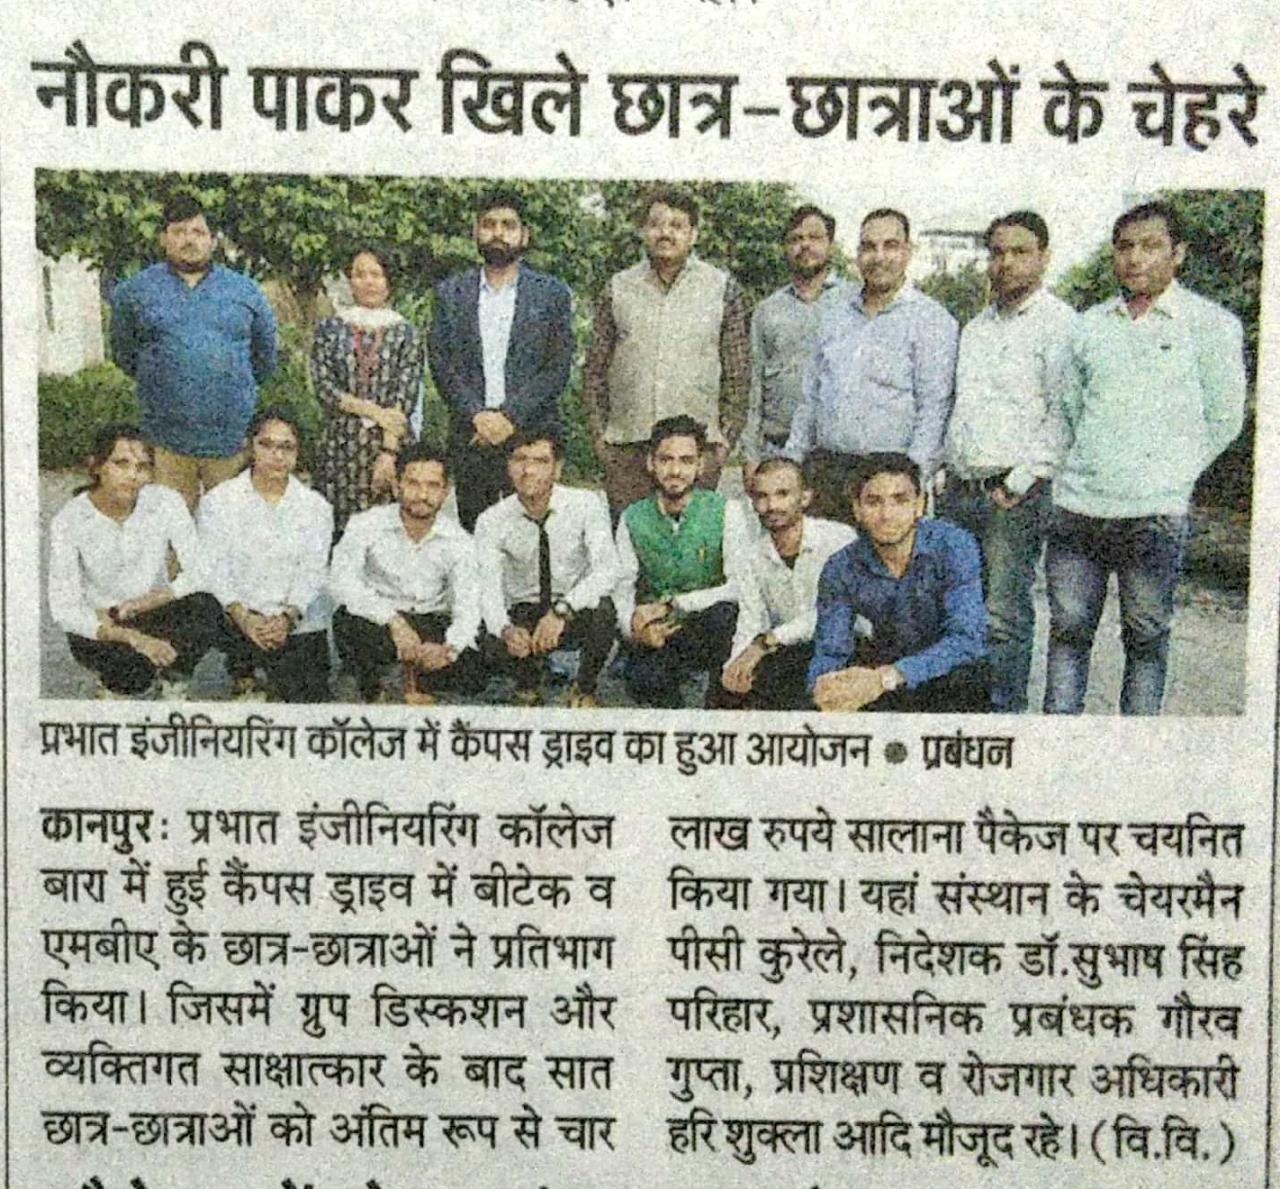 नौकरी पाकर खिले छात्र-छात्राओं के चेहरे
प्रभात इंजीनियरिंग कॉलेज में कैंपस ड्राइव का हुआ आयोजन ● प्रबंधन
कानपुर: प्रभात इंजीनियरिंग कॉलेज
बारा में हुई कैंपस ड्राइव में बीटेक व
एमबीए के छात्र-छात्राओं ने प्रतिभाग
किया। जिसमें ग्रुप डिस्कशन और
व्यक्तिगत साक्षात्कार के बाद सात
छात्र-छात्राओं को अंतिम रूप से चार
लाख रुपये सालाना पैकेज पर चयनित
किया गया। यहां संस्थान के चेयरमैन
पीसी कुरेले, निदेशक डॉ.सुभाष सिंह
परिहार, प्रशासनिक प्रबंधक गौरव
गुप्ता, प्रशिक्षण व रोजगार अधिकारी
हरि शुक्ला आदि मौजूद रहे। (वि.वि.)